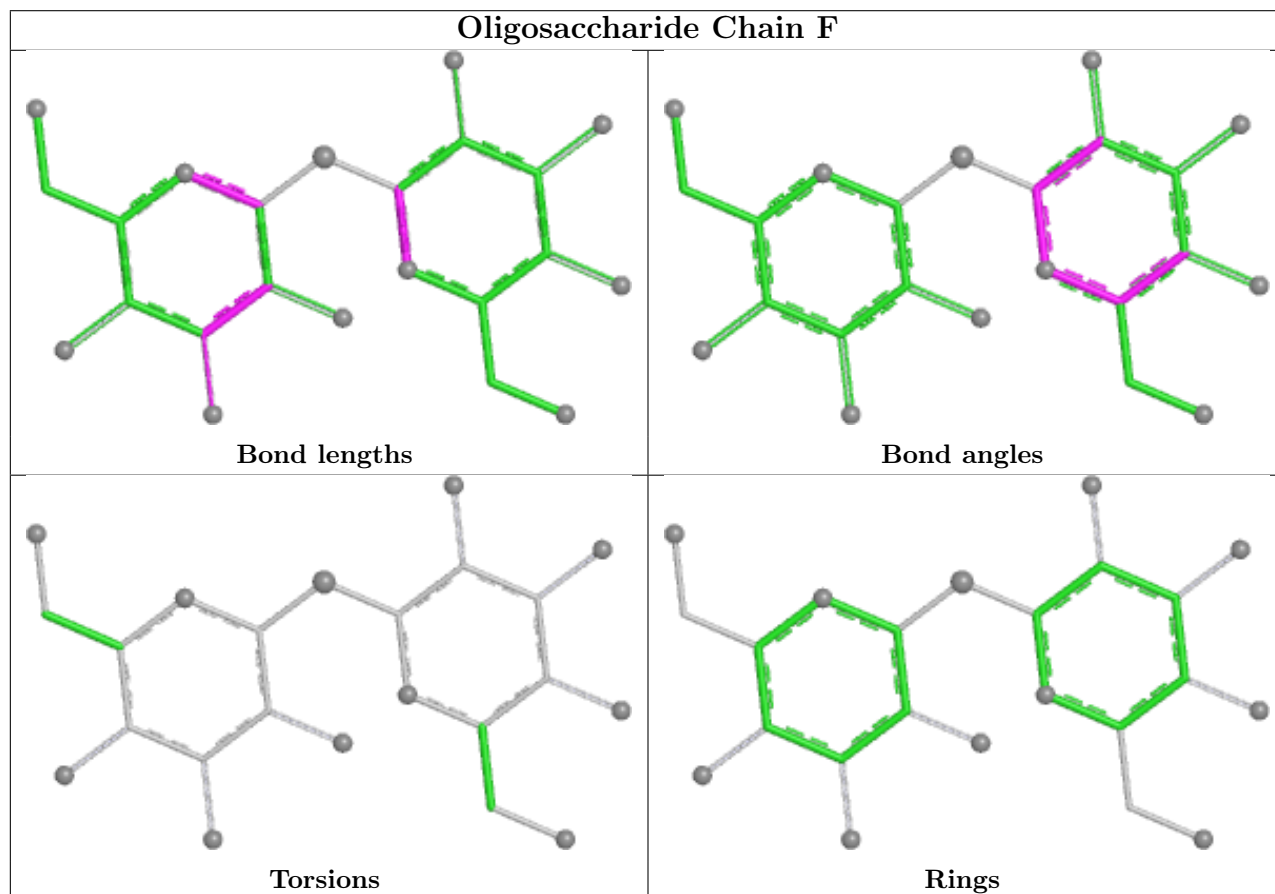 Oligosaccharide Chain F
Bond lengths
Bond angles
Torsions
Rings